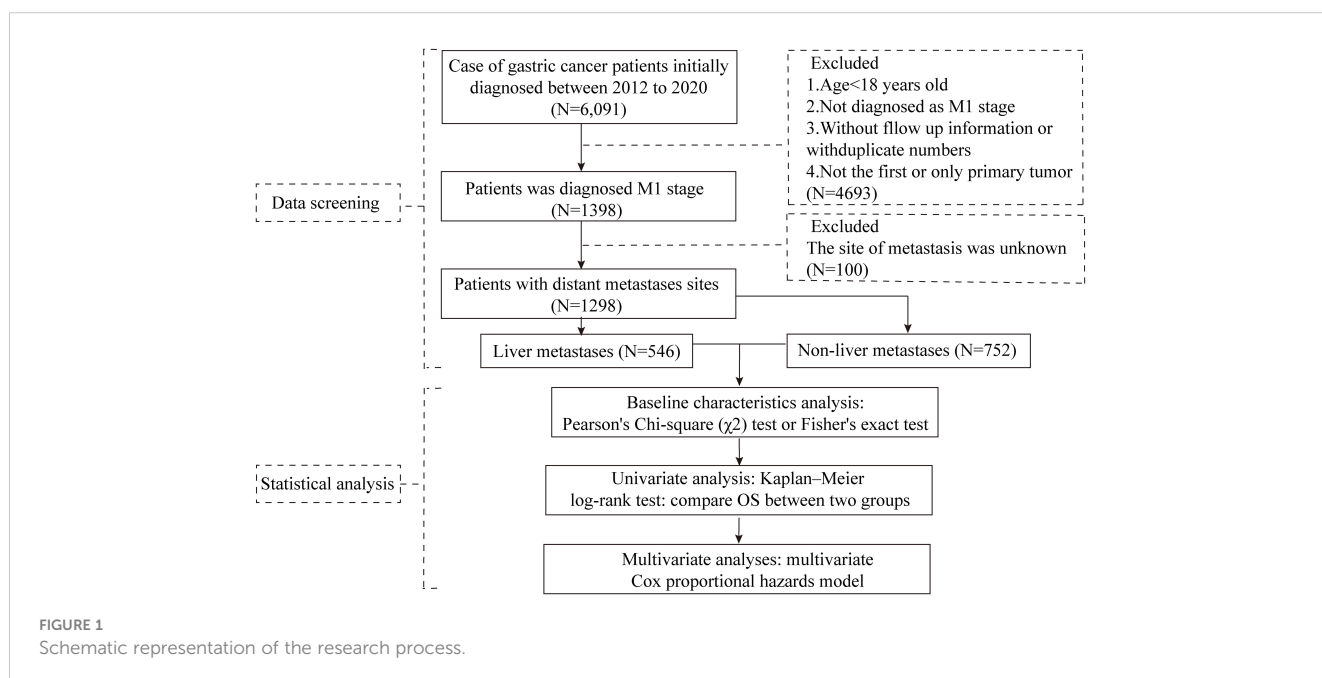 Case of gastric cancer patients initially
diagnosed between 2012 to 2020
(N=6,091)
Excluded
1.Age<18 years old
2.Not diagnosed as M1 stage
3.Without fllow up information or
withduplicate numbers
4.Not the first or only primary tumor
(N=4693)
Data screening
Patients was diagnosed M1 stage
(N=1398)
Excluded
The site of metastasis was unknown
(N=100)
Patients with distant metastases sites
(N=1298)
Liver metastases (N=546)
Non-liver metastases (N=752)
Baseline characteristics analysis:
Pearson's Chi-square (χ2) test or Fisher's exact test
Statistical analysis
Univariate analysis: Kaplan–Meier
log-rank test: compare OS between two groups
Multivariate analyses: multivariate
Cox proportional hazards model
FIGURE 1
Schematic representation of the research process.